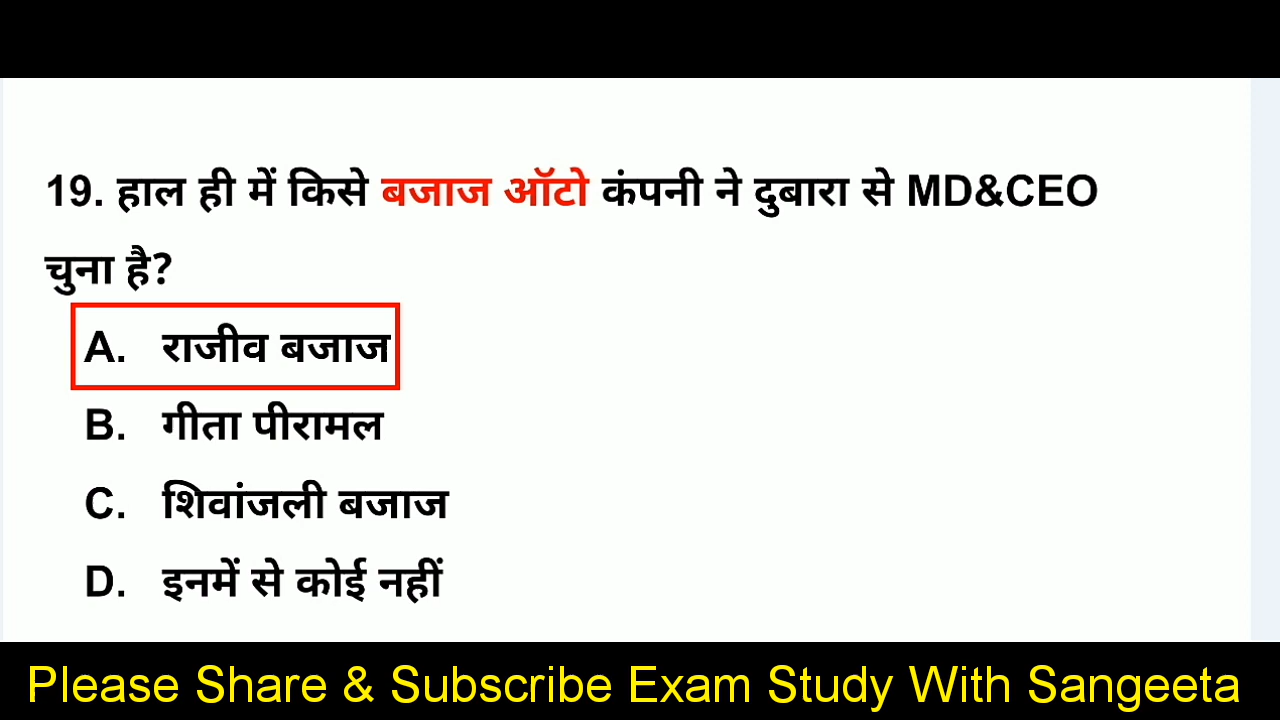 19. हाल ही में किसे बजाज ऑटो कंपनी ने दुबारा से MD&CEO
चुना है?
A. राजीव बजाज
B. गीता पीरामल
C. शिवांजली बजाज
D. इनमें से कोई नहीं
Please Share & Subscribe Exam Study With Sangeeta